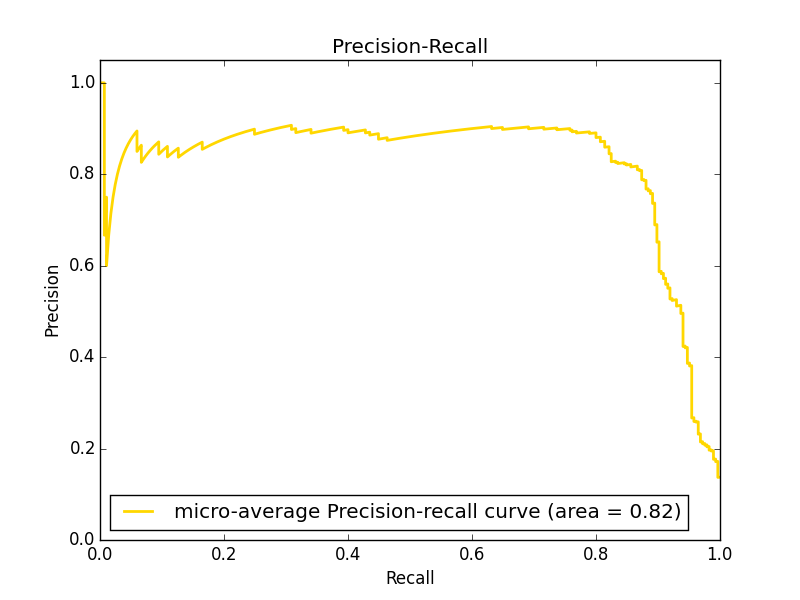 Precision-Recall
1.0
0.8
0.6
0.4
0.2
0.0
Precision
micro-average Precision-recall curve (area = 0.82)
0.0 0.2 0.4 0.6 0.8 1.0
Recall